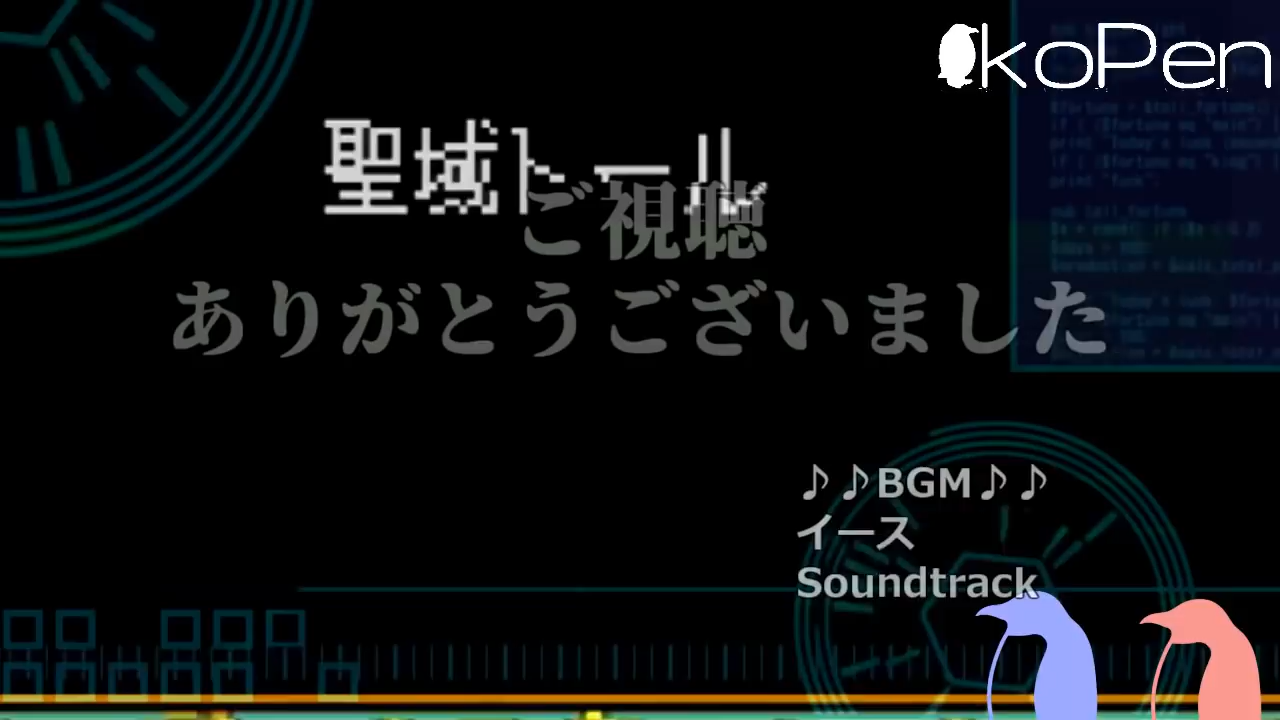 koPen
聖域トール
ご視聴
ありがとうございました
♪♪BGM♪♪
イース
Soundtrack